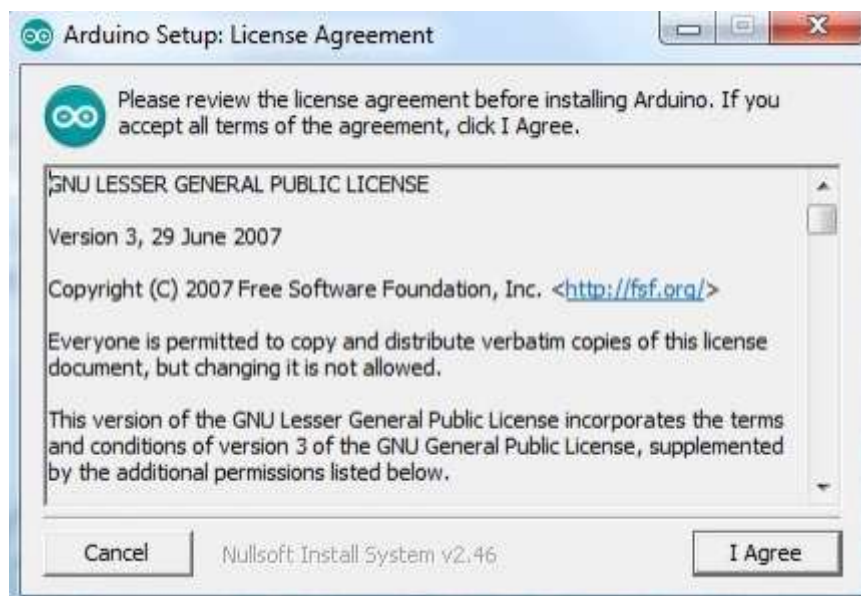 Arduino Setup: License Agreement
Please review the license agreement before installing Arduino. If you
accept all terms of the agreement, click I Agree.
GNU LESSER GENERAL PUBLIC LICENSE
Version 3, 29 June 2007
Copyright (C) 2007 Free Software Foundation, Inc. <http://fsf.org/>
Everyone is permitted to copy and distribute verbatim copies of this license
document, but changing it is not allowed.
This version of the GNU Lesser General Public License incorporates the terms
and conditions of version 3 of the GNU General Public License, supplemented
by the additional permissions listed below.
Cancel
Nullsoft Install System v2.46
I Agree